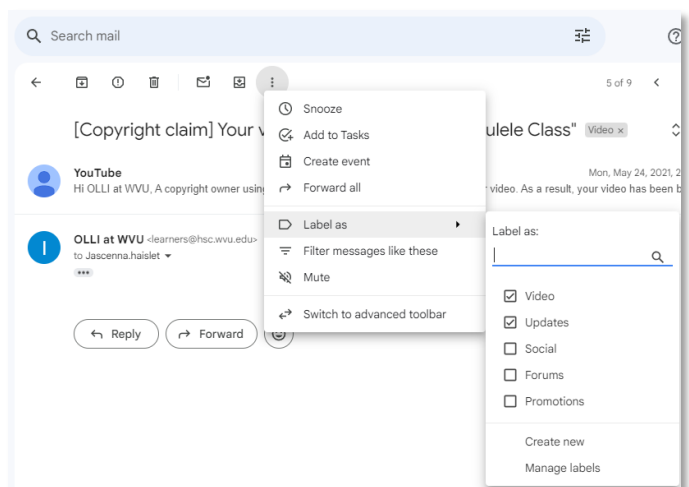 Search mail
5 of 9
[Copyright claim] Your
ulele Class" Video ×
YouTube
Mon, May 24, 2021, 2
Hi OLLI at WVU, A copyright owner using
video. As a result, your video has been b
OLLI at WVU <learners@hsc.wvu.edu>
to Jascenna.haislet
Reply
Forward
Snooze
Add to Tasks
Create event
Forward all
Label as
Filter messages like these
Mute
Switch to advanced toolbar
Label as:
Video
Updates
Social
Forums
Promotions
Create new
Manage labels